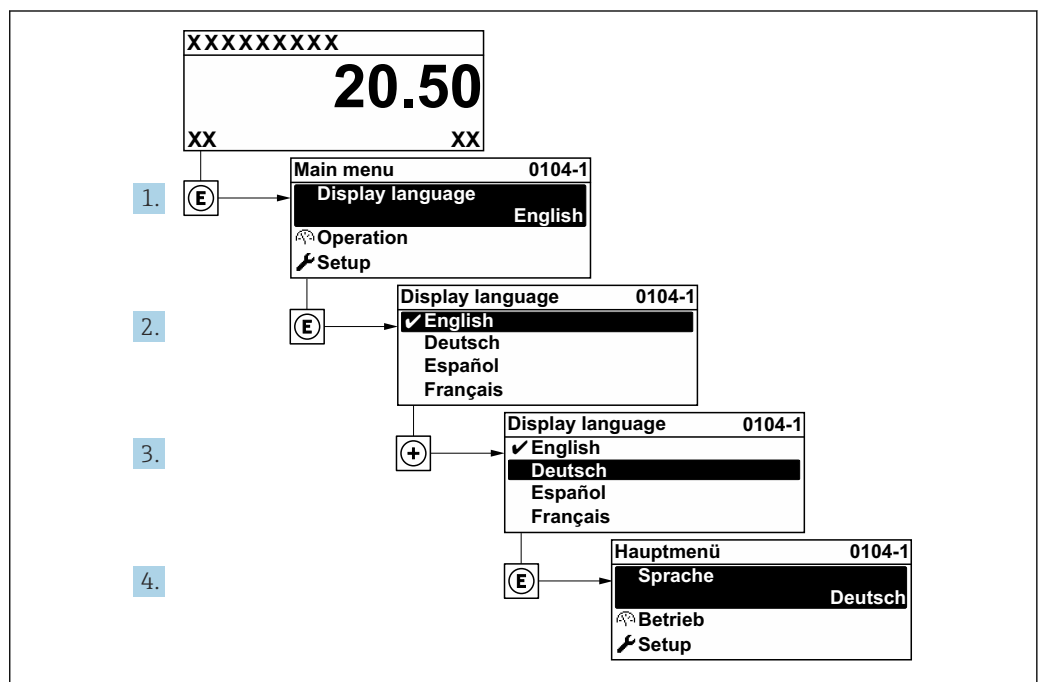 XXXXXXXXX
20.50
XX XX
1. E
Main menu 0104-1
Display language
English
Operation
Setup
2. E
Display language 0104-1
✔English
Deutsch
Español
Français
3. +
Display language 0104-1
✔English
Deutsch
Español
Français
4. E
Hauptmenü 0104-1
Sprache
Deutsch
Betrieb
Setup